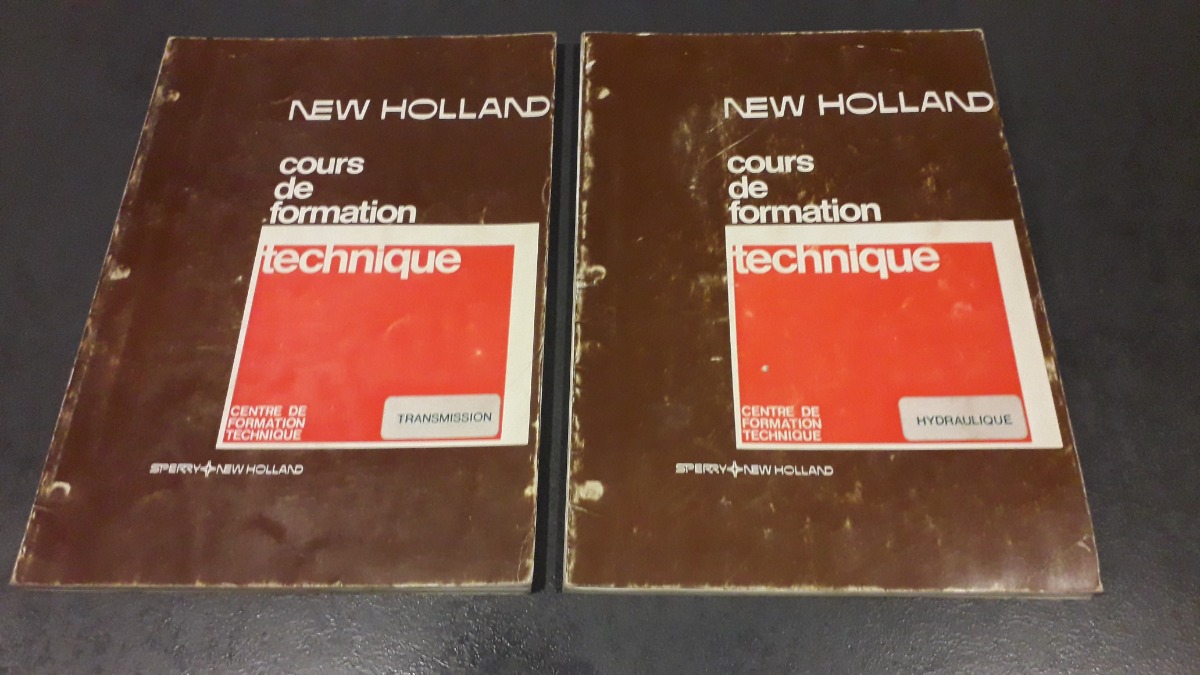 NEW HOLLAND
cours
de
formation
technique
CENTRE DE
FORMATION
TECHNIQUE
TRANSMISSION
SPERRY NEW HOLLAND
NEW HOLLAND
cours
de
formation
technique
CENTRE DE
FORMATION
TECHNIQUE
HYDRAULIQUE
SPERRY NEW HOLLAND